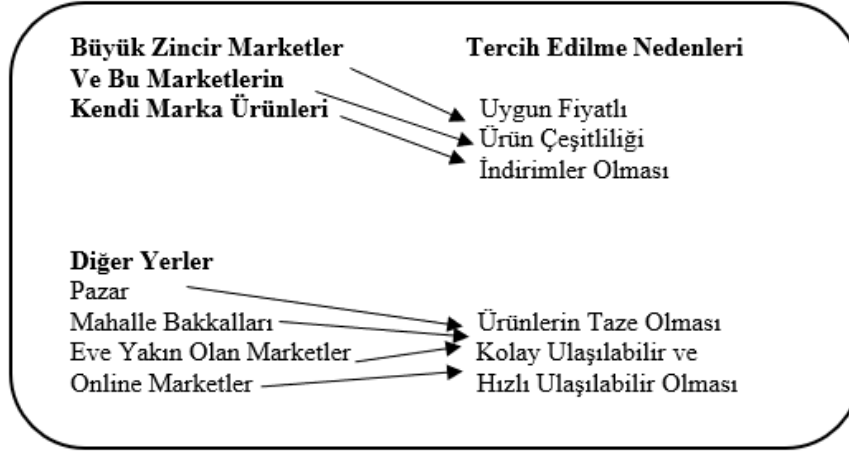 Büyük Zincir Marketler
Ve Bu Marketlerin
Kendi Marka Ürünleri
Tercih Edilme Nedenleri
Uygun Fiyatlı
Ürün Çeşitliliği
İndirimler Olması
Diğer Yerler
Pazar
Mahalle Bakkalları
Eve Yakın Olan Marketler
Online Marketler
Ürünlerin Taze Olması
Kolay Ulaşılabilir ve
Hızlı Ulaşılabilir Olması